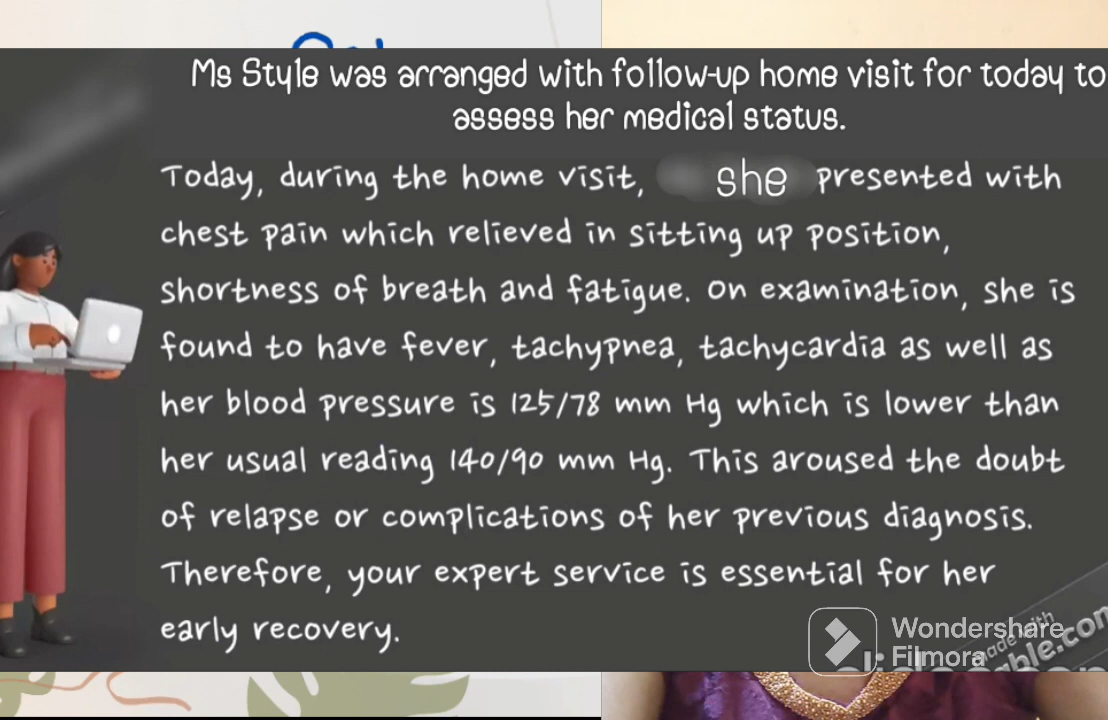 Ms Style was arranged with follow-up home visit for today to
assess her medical status.
Today, during the home visit, she presented with
chest pain which relieved in sitting up position,
shortness of breath and fatigue. On examination, she is
found to have fever, tachypnea, tachycardia as well as
her blood pressure is 125/78 mm Hg which is lower than
her usual reading 140/90 mm Hg. This aroused the doubt
of relapse or complications of her previous diagnosis.
Therefore, your expert service is essential for her
early recovery.
Wondershare
Filmora
made with